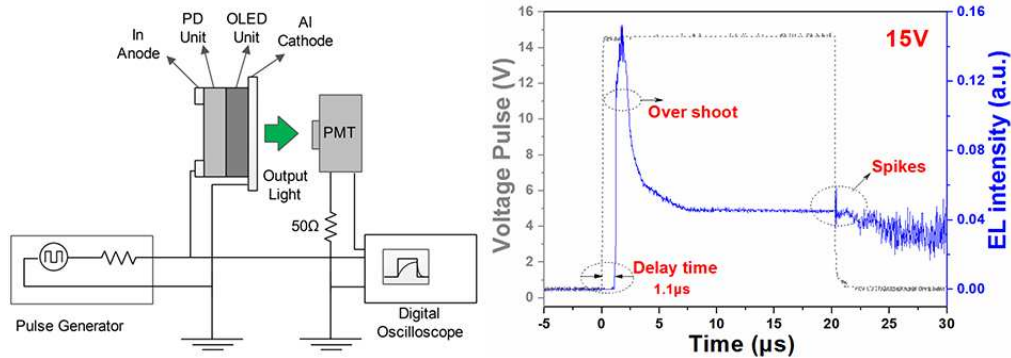 In
Anode
PD
Unit
OLED
Unit
Al
Cathode
PMT
Output
Light
50Ω
Pulse Generator
Digital
Oscilloscope
Voltage Pulse (V)
16
14
12
10
8
6
4
2
0
15V
Over shoot
Spikes
Delay time
1.1μs
0.16
0.12
0.08
0.04
0.00
EL intensity (a.u.)
-5 0 5 10 15 20 25 30
Time (μs)